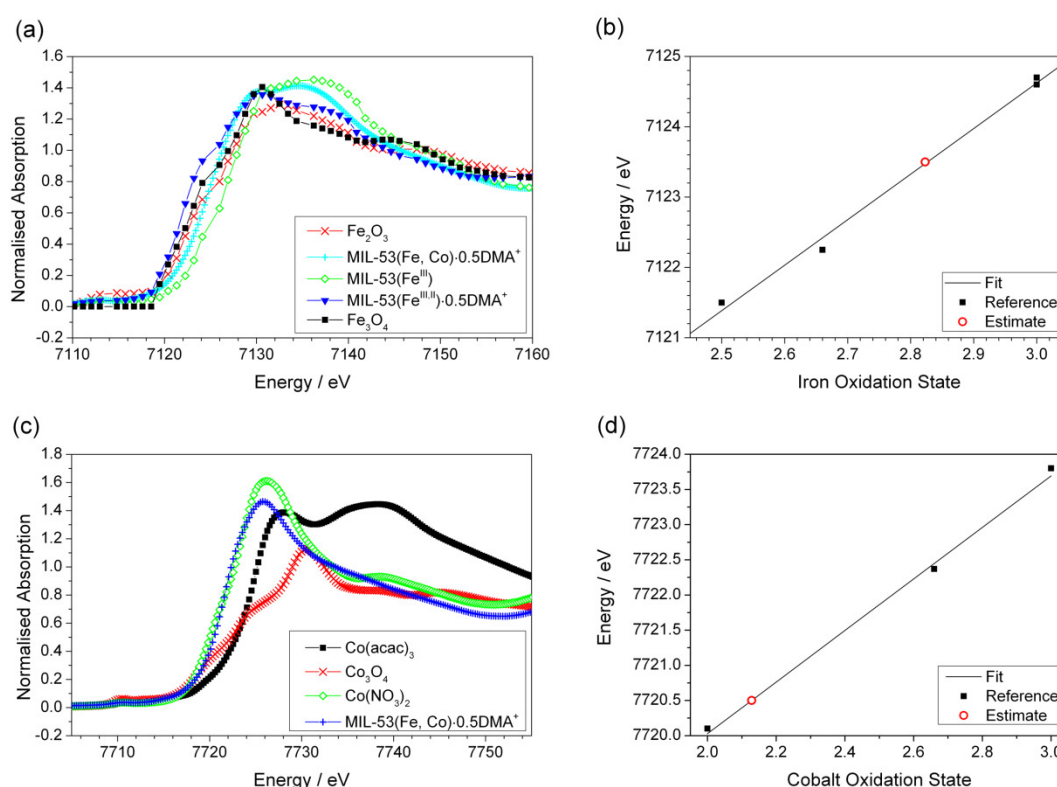 (a)
1.6
1.4
1.2
1.0
0.8
0.6
0.4
0.2
0.0
-0.2
Normalised Absorption
7110 7120 7130 7140 7150 7160
Energy / eV
Fe₂O₃
MIL-53(Fe, Co)·0.5DMA⁺
MIL-53(Feᴵᴵᴵ)
MIL-53(Feᴵᴵᴵ,ᴵᴵ)·0.5DMA⁺
Fe₃O₄
(b)
7125
7124
7123
7122
7121
Energy / eV
2.5 2.6 2.7 2.8 2.9 3.0
Iron Oxidation State
Fit
Reference
Estimate
(c)
1.8
1.6
1.4
1.2
1.0
0.8
0.6
0.4
0.2
0.0
-0.2
Normalised Absorption
7710 7720 7730 7740 7750
Energy / eV
Co(acac)₃
Co₃O₄
Co(NO₃)₂
MIL-53(Fe, Co)·0.5DMA⁺
(d)
7724.0
7723.5
7723.0
7722.5
7722.0
7721.5
7721.0
7720.5
7720.0
Energy / eV
2.0 2.2 2.4 2.6 2.8 3.0
Cobalt Oxidation State
Fit
Reference
Estimate